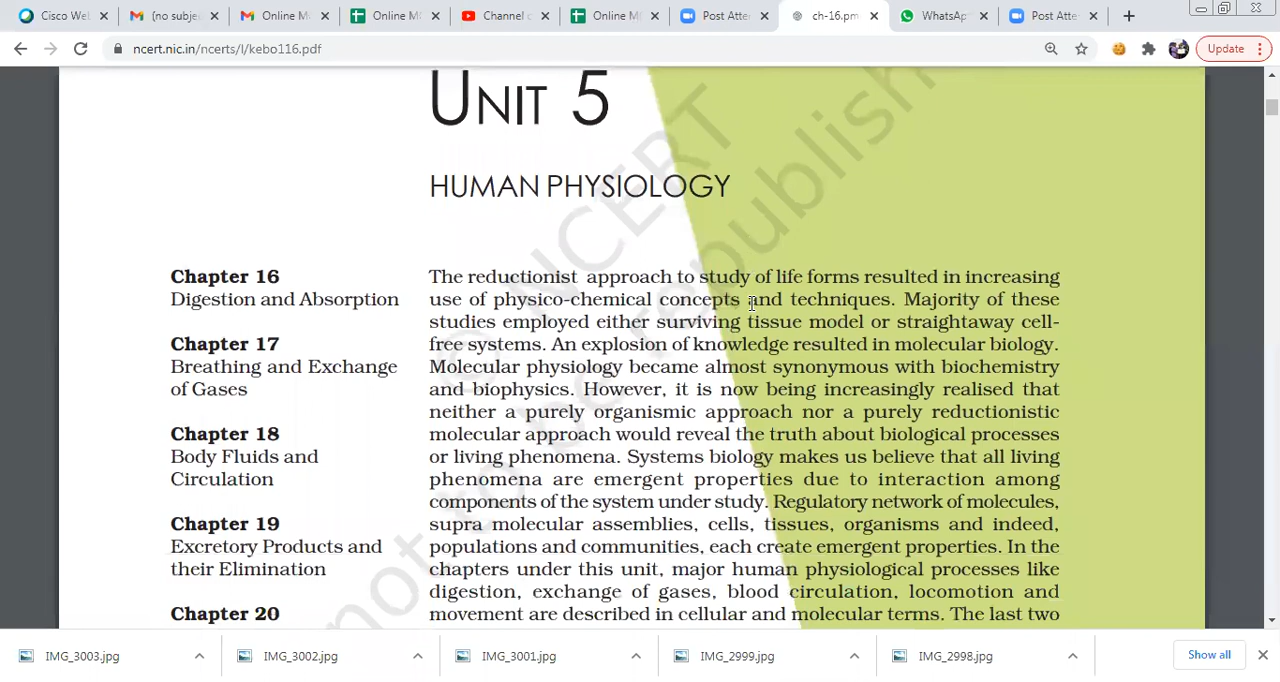 Cisco Web
(no subje
Online M
Online M
Channel c
Online M
Post Atte
ch-16.pm
WhatsAp
Post Atte
ncert.nic.in/ncerts/l/kebo116.pdf
Update
UNIT 5
HUMAN PHYSIOLOGY
Chapter 16
Digestion and Absorption
Chapter 17
Breathing and Exchange
of Gases
Chapter 18
Body Fluids and
Circulation
Chapter 19
Excretory Products and
their Elimination
Chapter 20
The reductionist approach to study of life forms resulted in increasing
use of physico-chemical concepts and techniques. Majority of these
studies employed either surviving tissue model or straightaway cell-
free systems. An explosion of knowledge resulted in molecular biology.
Molecular physiology became almost synonymous with biochemistry
and biophysics. However, it is now being increasingly realised that
neither a purely organismic approach nor a purely reductionistic
molecular approach would reveal the truth about biological processes
or living phenomena. Systems biology makes us believe that all living
phenomena are emergent properties due to interaction among
components of the system under study. Regulatory network of molecules,
supra molecular assemblies, cells, tissues, organisms and indeed,
populations and communities, each create emergent properties. In the
chapters under this unit, major human physiological processes like
digestion, exchange of gases, blood circulation, locomotion and
movement are described in cellular and molecular terms. The last two
© NCERT
not to be republish
IMG_3003.jpg
IMG_3002.jpg
IMG_3001.jpg
IMG_2999.jpg
IMG_2998.jpg
Show all